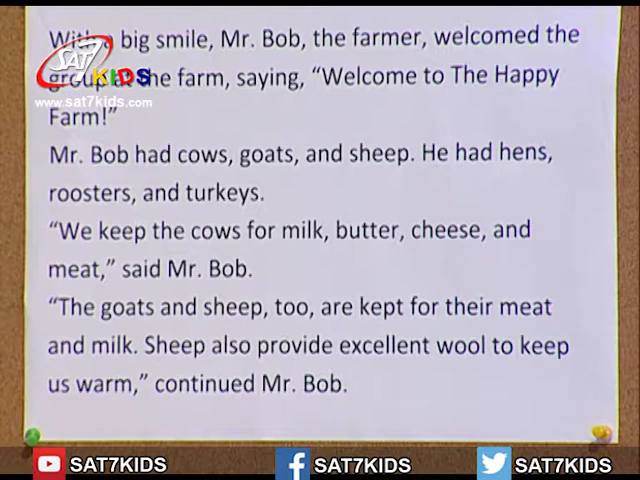 With a big smile, Mr. Bob, the farmer, welcomed the
group at the farm, saying, “Welcome to The Happy
Farm!”
Mr. Bob had cows, goats, and sheep. He had hens,
roosters, and turkeys.
“We keep the cows for milk, butter, cheese, and
meat,” said Mr. Bob.
“The goats and sheep, too, are kept for their meat
and milk. Sheep also provide excellent wool to keep
us warm,” continued Mr. Bob.
SAT7
KIDS
www.sat7kids.com
SAT7KIDS
SAT7KIDS
SAT7KIDS